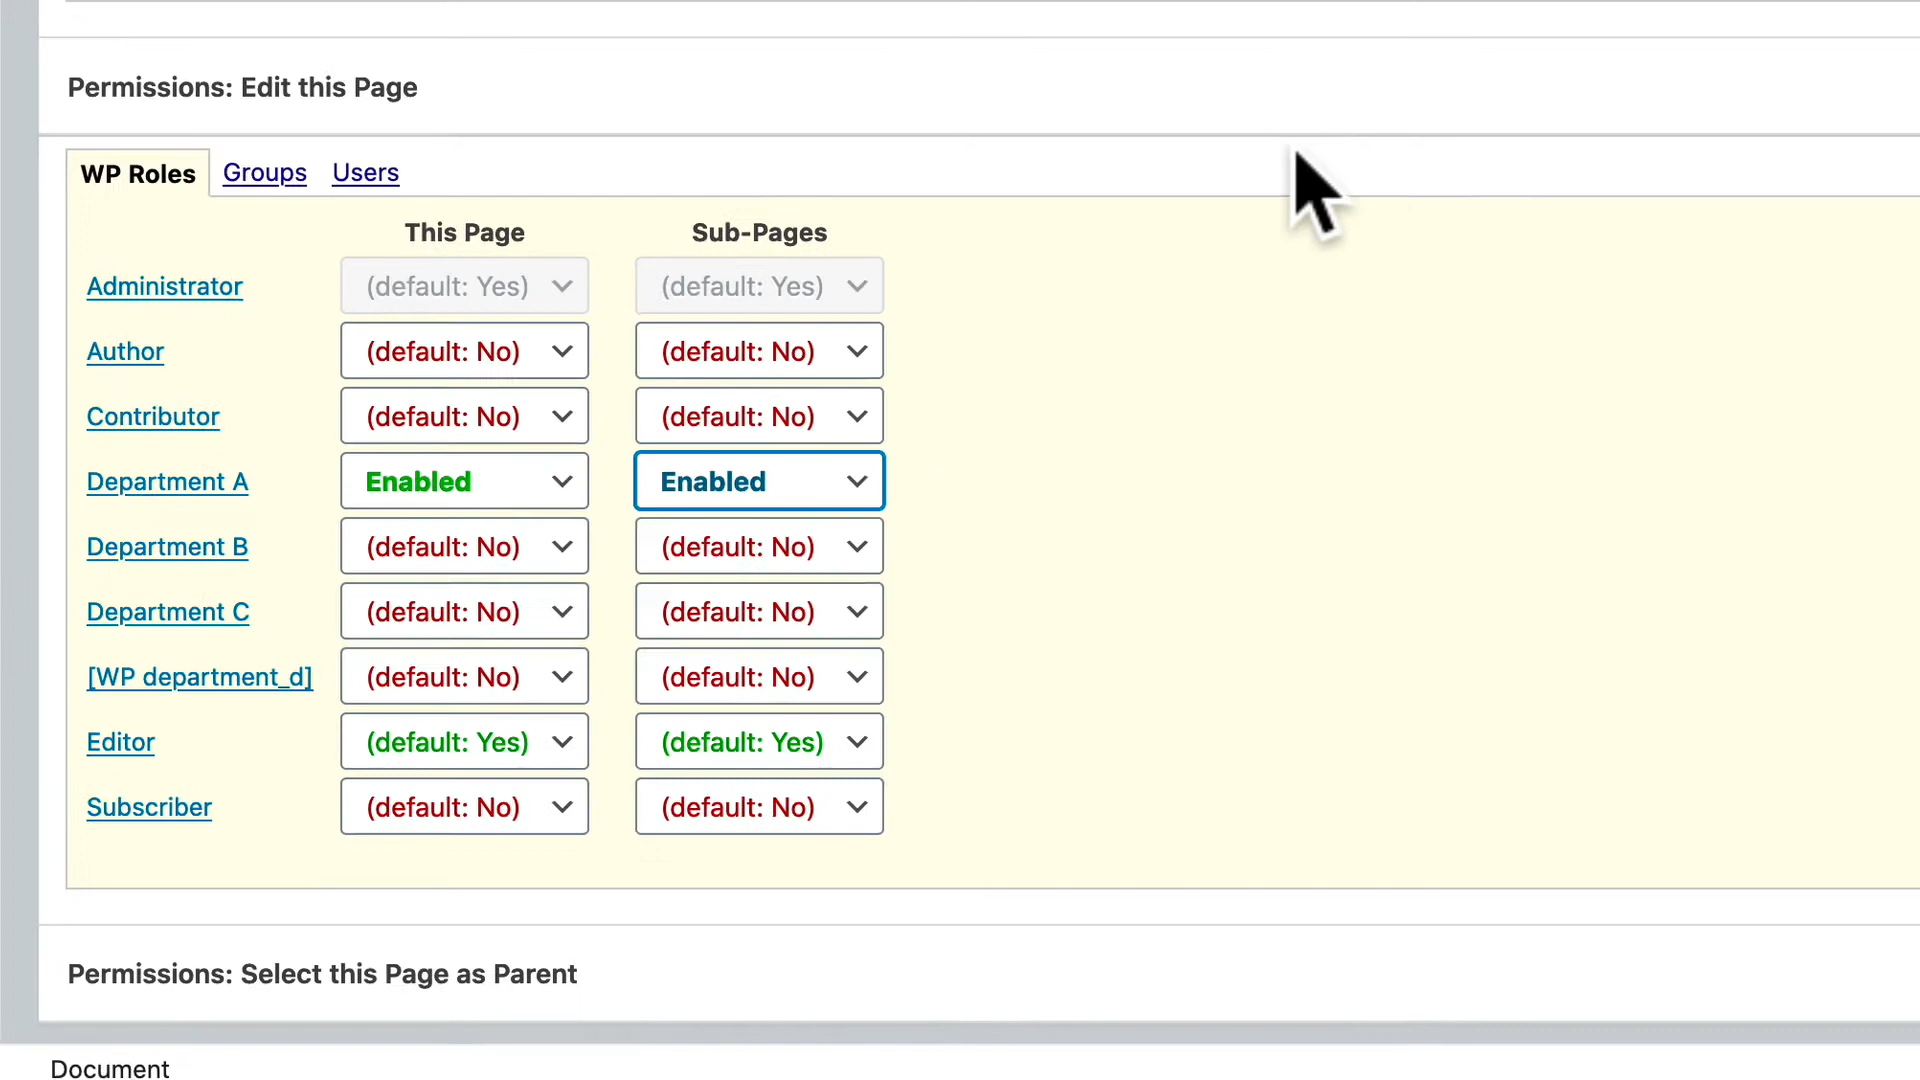 Permissions: Edit this Page
WP Roles Groups Users
This Page Sub-Pages
Administrator (default: Yes) (default: Yes)
Author (default: No) (default: No)
Contributor (default: No) (default: No)
Department A Enabled Enabled
Department B (default: No) (default: No)
Department C (default: No) (default: No)
[WP department_d] (default: No) (default: No)
Editor (default: Yes) (default: Yes)
Subscriber (default: No) (default: No)
Permissions: Select this Page as Parent
Document